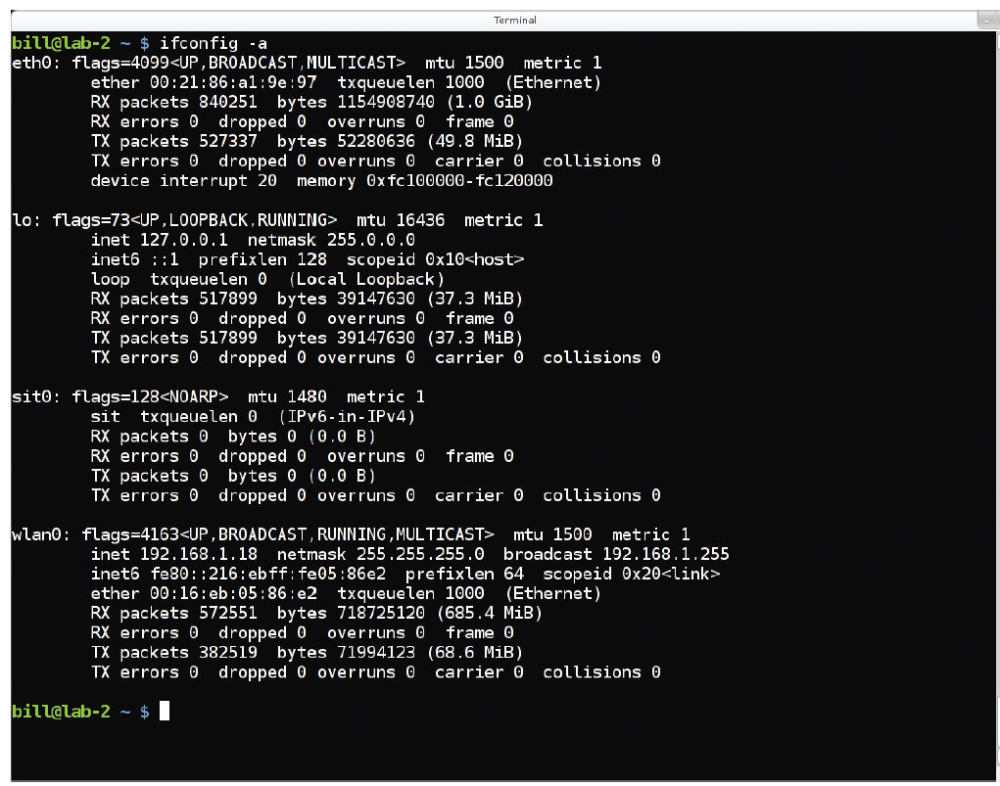 Terminal
bill@lab-2 ~ $ ifconfig -a
eth0: flags=4099<UP,BROADCAST,MULTICAST>  mtu 1500  metric 1
        ether 00:21:86:a1:9e:97  txqueuelen 1000  (Ethernet)
        RX packets 840251  bytes 1154908740 (1.0 GiB)
        RX errors 0  dropped 0  overruns 0  frame 0
        TX packets 527337  bytes 52280636 (49.8 MiB)
        TX errors 0  dropped 0 overruns 0  carrier 0  collisions 0
        device interrupt 20  memory 0xfc100000-fc120000

lo: flags=73<UP,LOOPBACK,RUNNING>  mtu 16436  metric 1
        inet 127.0.0.1  netmask 255.0.0.0
        inet6 ::1  prefixlen 128  scopeid 0x10<host>
        loop  txqueuelen 0  (Local Loopback)
        RX packets 517899  bytes 39147630 (37.3 MiB)
        RX errors 0  dropped 0  overruns 0  frame 0
        TX packets 517899  bytes 39147630 (37.3 MiB)
        TX errors 0  dropped 0 overruns 0  carrier 0  collisions 0

sit0: flags=128<NOARP>  mtu 1480  metric 1
        sit  txqueuelen 0  (IPv6-in-IPv4)
        RX packets 0  bytes 0 (0.0 B)
        RX errors 0  dropped 0  overruns 0  frame 0
        TX packets 0  bytes 0 (0.0 B)
        TX errors 0  dropped 0 overruns 0  carrier 0  collisions 0

wlan0: flags=4163<UP,BROADCAST,RUNNING,MULTICAST>  mtu 1500  metric 1
        inet 192.168.1.18  netmask 255.255.255.0  broadcast 192.168.1.255
        inet6 fe80::216:ebff:fe05:86e2  prefixlen 64  scopeid 0x20<link>
        ether 00:16:eb:05:86:e2  txqueuelen 1000  (Ethernet)
        RX packets 572551  bytes 718725120 (685.4 MiB)
        RX errors 0  dropped 0  overruns 0  frame 0
        TX packets 382519  bytes 71994123 (68.6 MiB)
        TX errors 0  dropped 0 overruns 0  carrier 0  collisions 0

bill@lab-2 ~ $